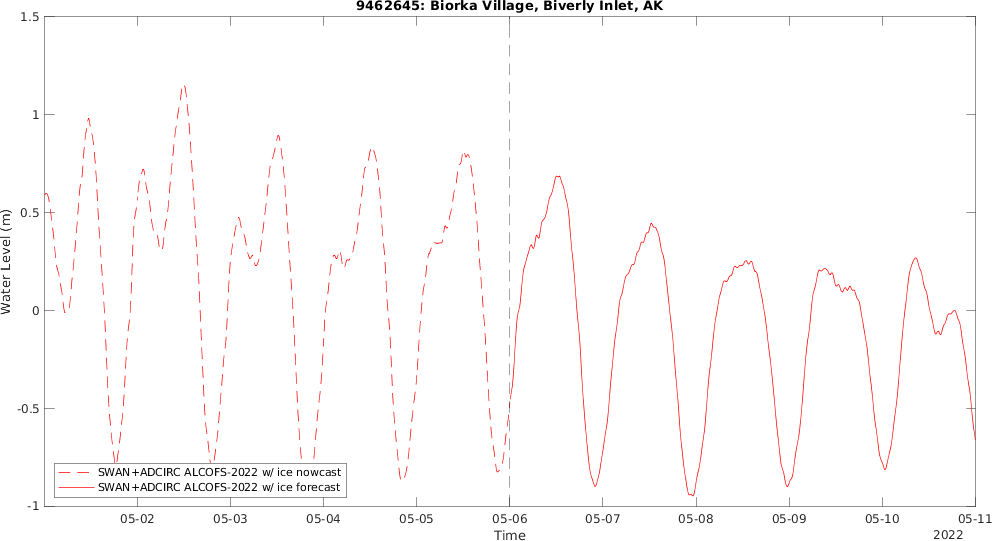 9462645: Biorka Village, Biverly Inlet, AK
1.5
1
0.5
0
-0.5
-1
Water Level (m)
SWAN+ADCIRC ALCOFS-2022 w/ ice nowcast
SWAN+ADCIRC ALCOFS-2022 w/ ice forecast
05-02 05-03 05-04 05-05 05-06 05-07 05-08 05-09 05-10 05-11
Time
2022